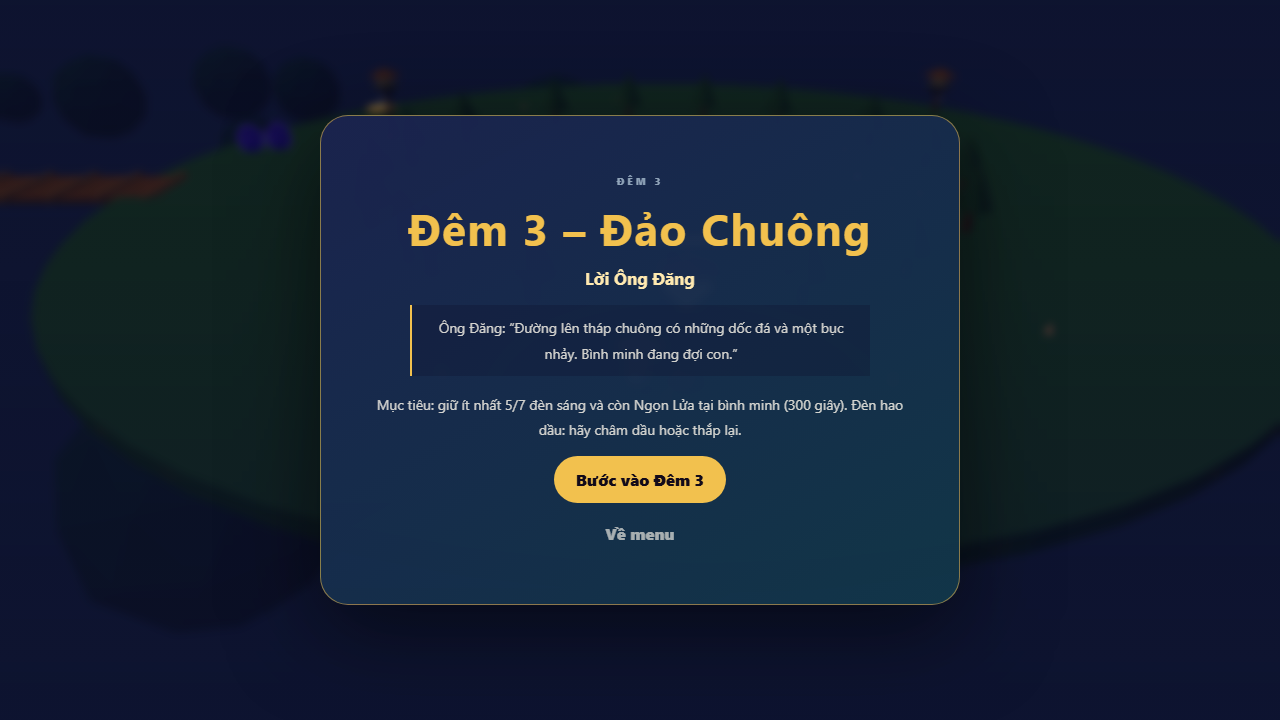 ĐÊM 3
Đêm 3 – Đảo Chuông
Lời Ông Đăng
Ông Đăng: “Đường lên tháp chuông có những dốc đá và một bục
nhảy. Bình minh đang đợi con.”
Mục tiêu: giữ ít nhất 5/7 đèn sáng và còn Ngọn Lửa tại bình minh (300 giây). Đèn hao
dầu: hãy châm dầu hoặc thắp lại.
Bước vào Đêm 3
Về menu